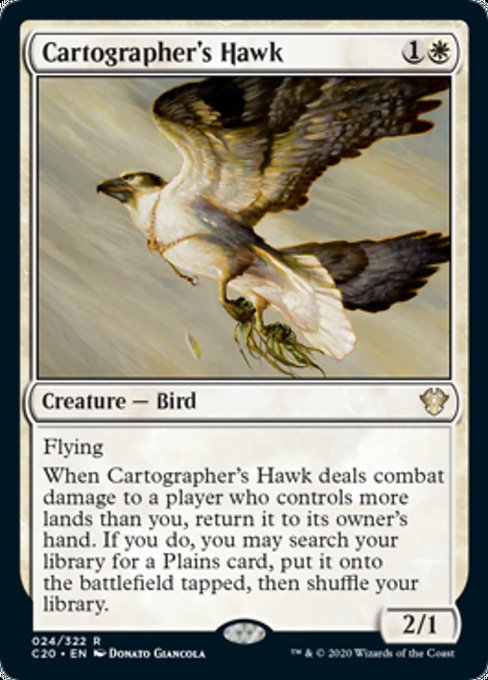 Cartographer's Hawk 1
Creature — Bird
Flying
When Cartographer's Hawk deals combat
damage to a player who controls more
lands than you, return it to its owner's
hand. If you do, you may search your
library for a Plains card, put it onto
the battlefield tapped, then shuffle your
library.
2/1
024/322 R
C20 • EN Donato Giancola
™ & © 2020 Wizards of the Coast